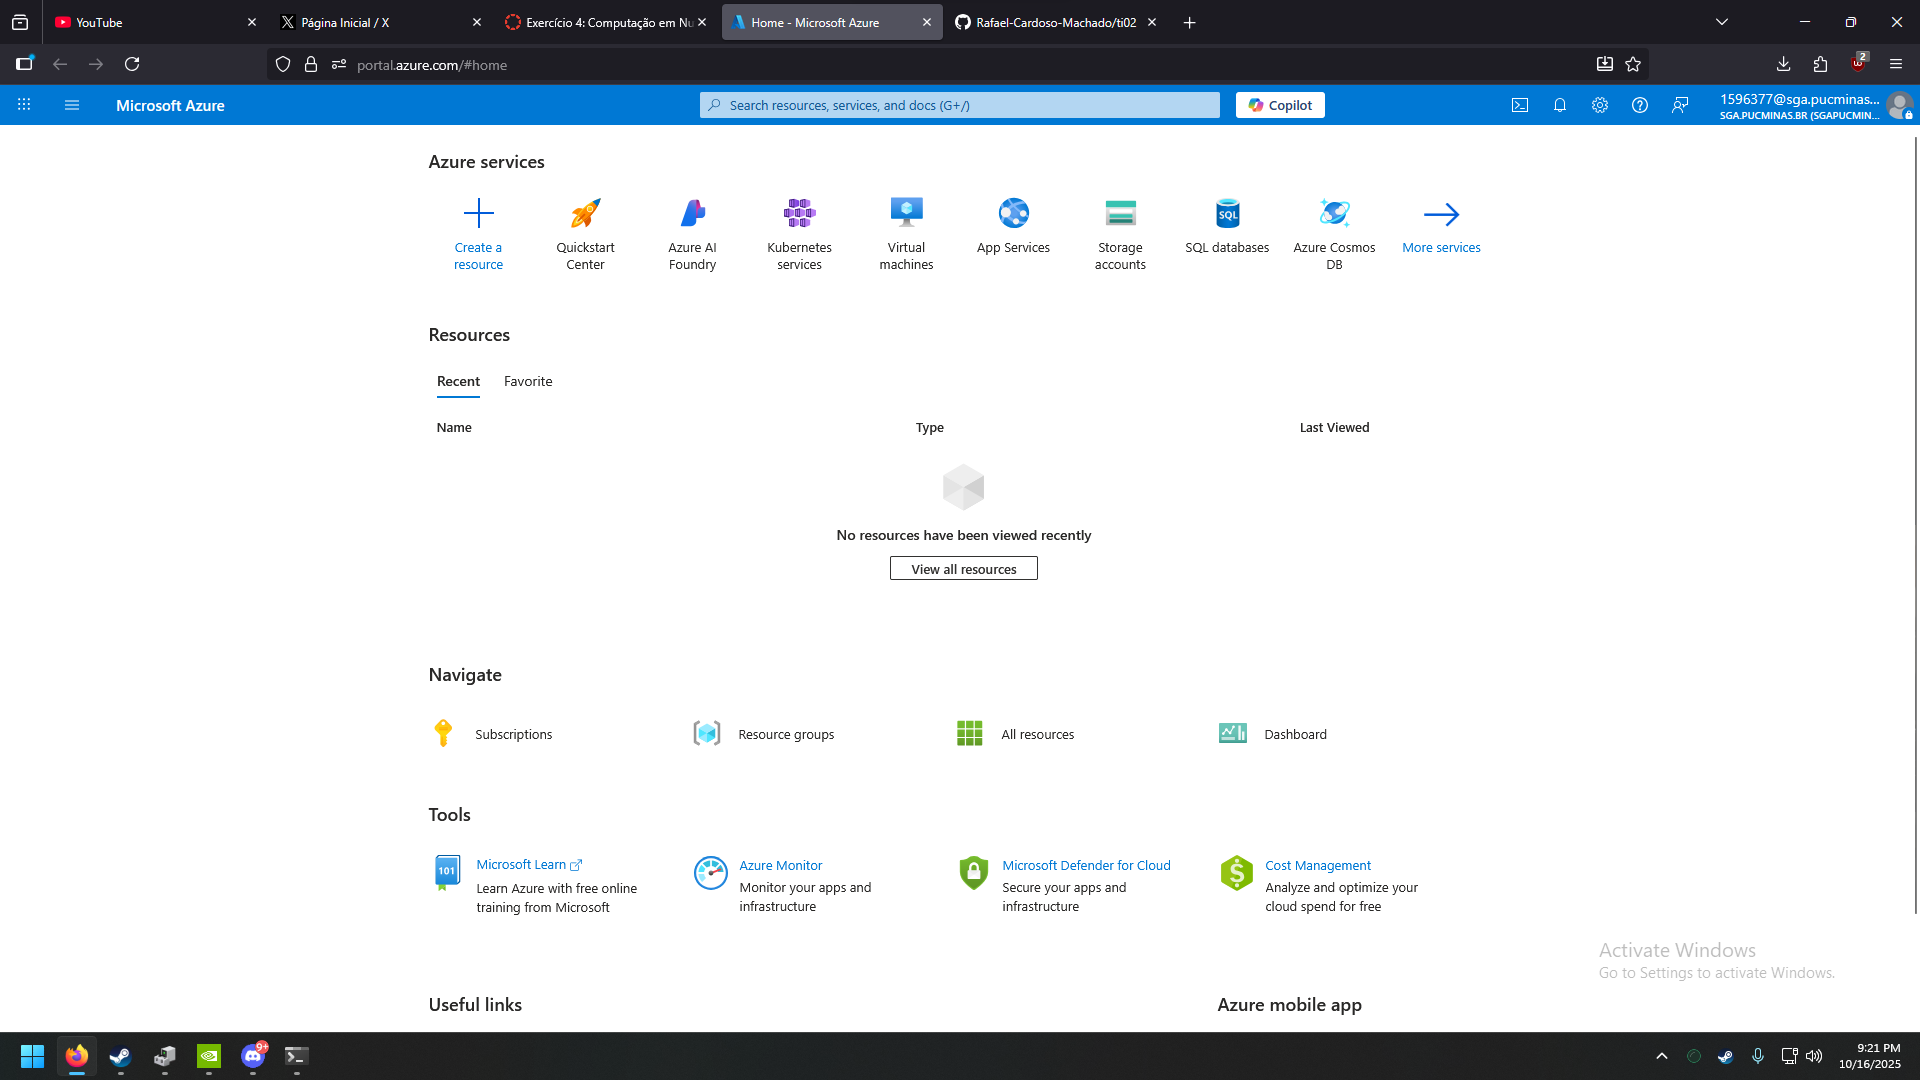 YouTube
Página Inicial / X
Exercício 4: Computação em Nu
Home - Microsoft Azure
Rafael-Cardoso-Machado/ti02
portal.azure.com/#home
2
Microsoft Azure
Search resources, services, and docs (G+/)
Copilot
1596377@sga.pucminas...
SGA.PUCMINAS.BR (SGAPUCMIN...
Azure services
Create a
resource
Quickstart
Center
Azure AI
Foundry
Kubernetes
services
Virtual
machines
App Services
Storage
accounts
SQL
SQL databases
Azure Cosmos
DB
More services
Resources
Recent
Favorite
Name
Type
Last Viewed
No resources have been viewed recently
View all resources
Navigate
Subscriptions
Resource groups
All resources
Dashboard
Tools
101
Microsoft Learn
Learn Azure with free online
training from Microsoft
Azure Monitor
Monitor your apps and
infrastructure
Microsoft Defender for Cloud
Secure your apps and
infrastructure
Cost Management
Analyze and optimize your
cloud spend for free
Activate Windows
Go to Settings to activate Windows.
Useful links
Azure mobile app
9+
9:21 PM
10/16/2025